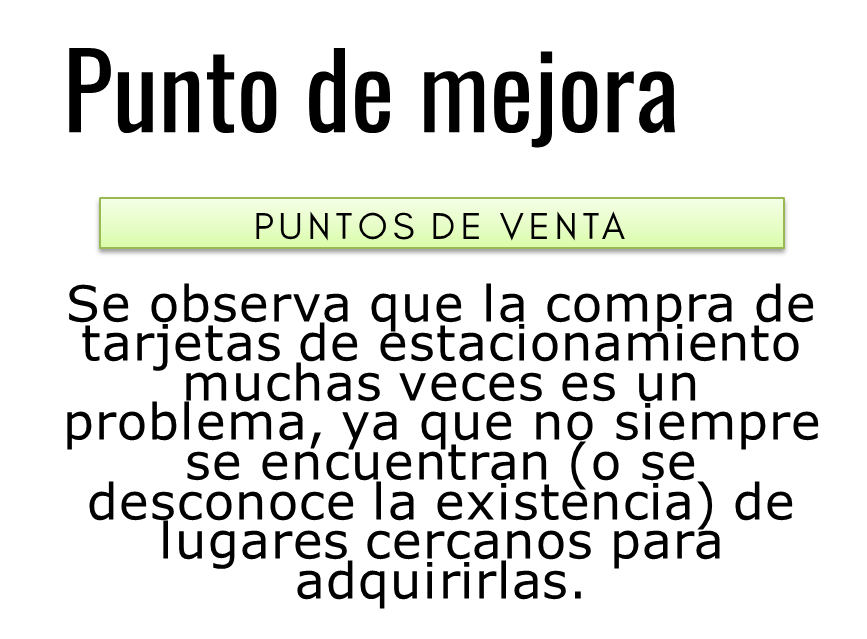 Punto de mejora
PUNTOS DE VENTA
Se observa que la compra de
tarjetas de estacionamiento
muchas veces es un
problema, ya que no siempre
se encuentran (o se
desconoce la existencia) de
lugares cercanos para
adquirirlas.